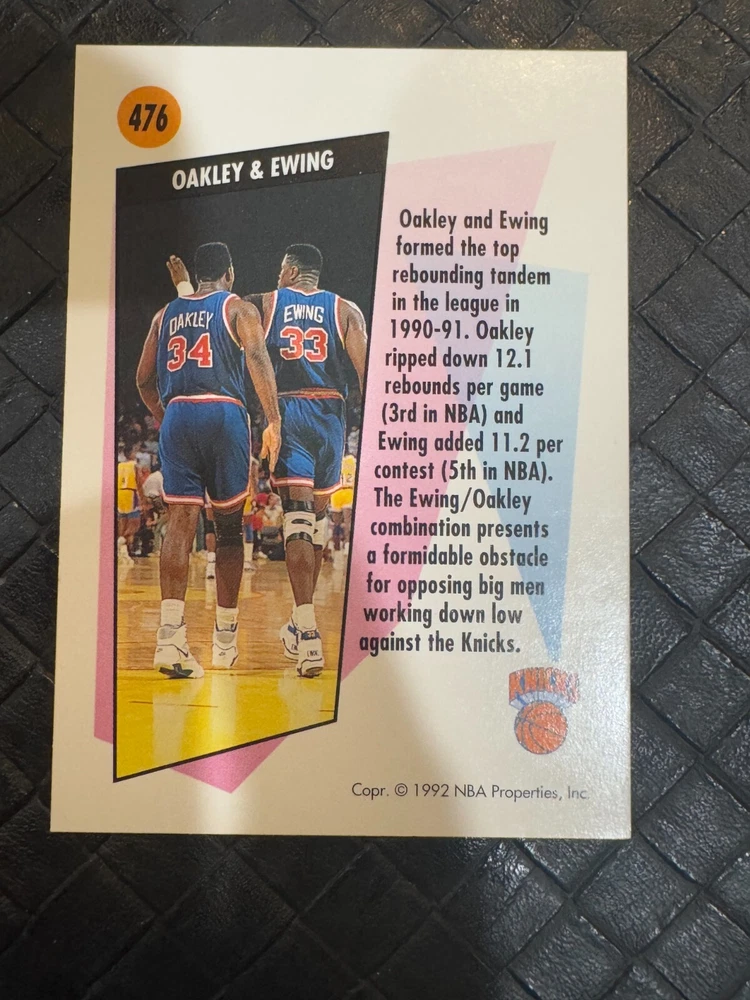 476
OAKLEY & EWING
OAKLEY
34
EWING
33
Oakley and Ewing
formed the top
rebounding tandem
in the league in
1990-91. Oakley
ripped down 12.1
rebounds per game
(3rd in NBA) and
Ewing added 11.2 per
contest (5th in NBA).
The Ewing/Oakley
combination presents
a formidable obstacle
for opposing big men
working down low
against the Knicks.
KNICKS
Copr. © 1992 NBA Properties, Inc.